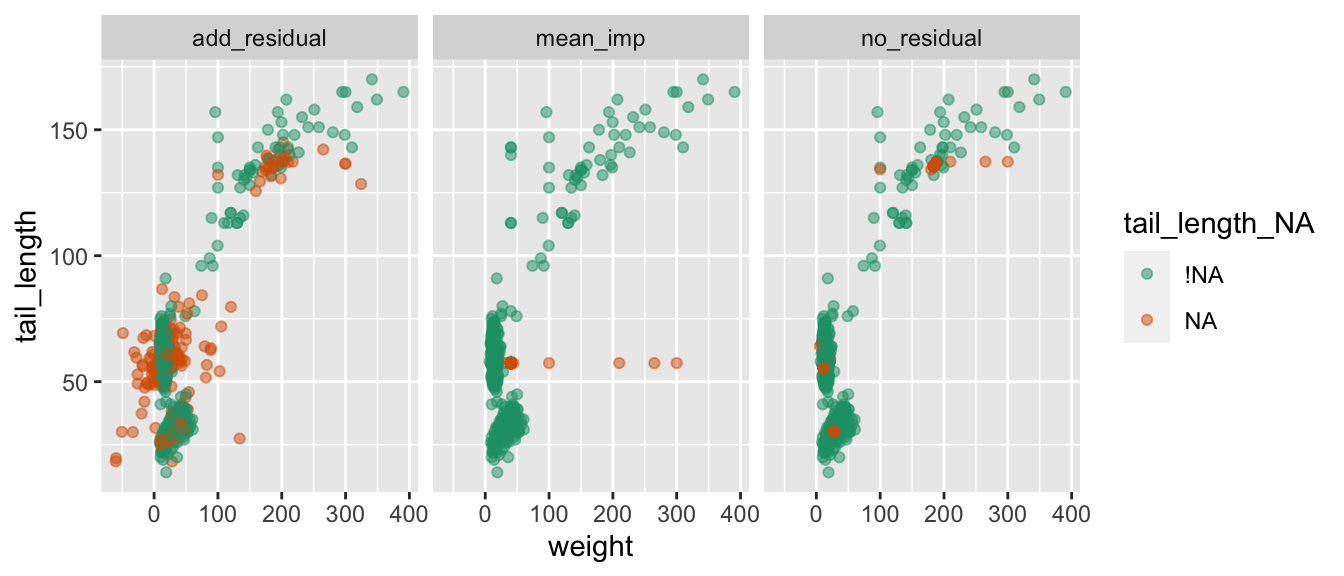 add_residual mean_imp no_residual
tail_length
150
100
50
tail_length_NA
!NA
NA
0 100 200 300 400 0 100 200 300 400 0 100 200 300 400
weight